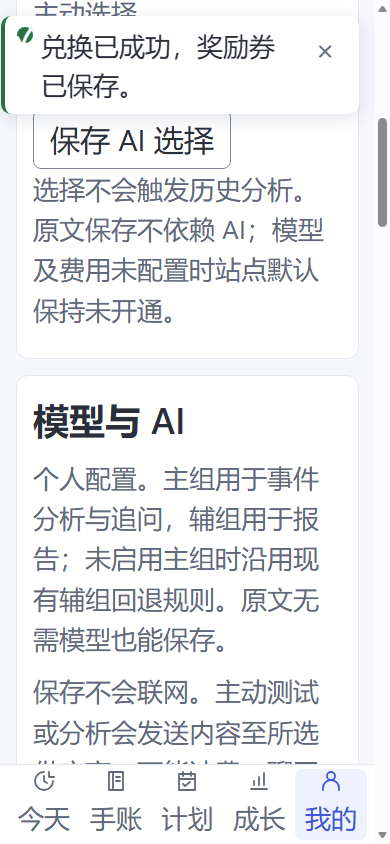 主动选择
兑换已成功，奖励券
已保存。
保存 AI 选择
选择不会触发历史分析。
原文保存不依赖 AI；模型
及费用未配置时站点默认
保持未开通。
模型与 AI
个人配置。主组用于事件
分析与追问，辅组用于报
告；未启用主组时沿用现
有辅组回退规则。原文无
需模型也能保存。
保存不会联网。主动测试
或分析会发送内容至所选
今天
手账
计划
成长
我的